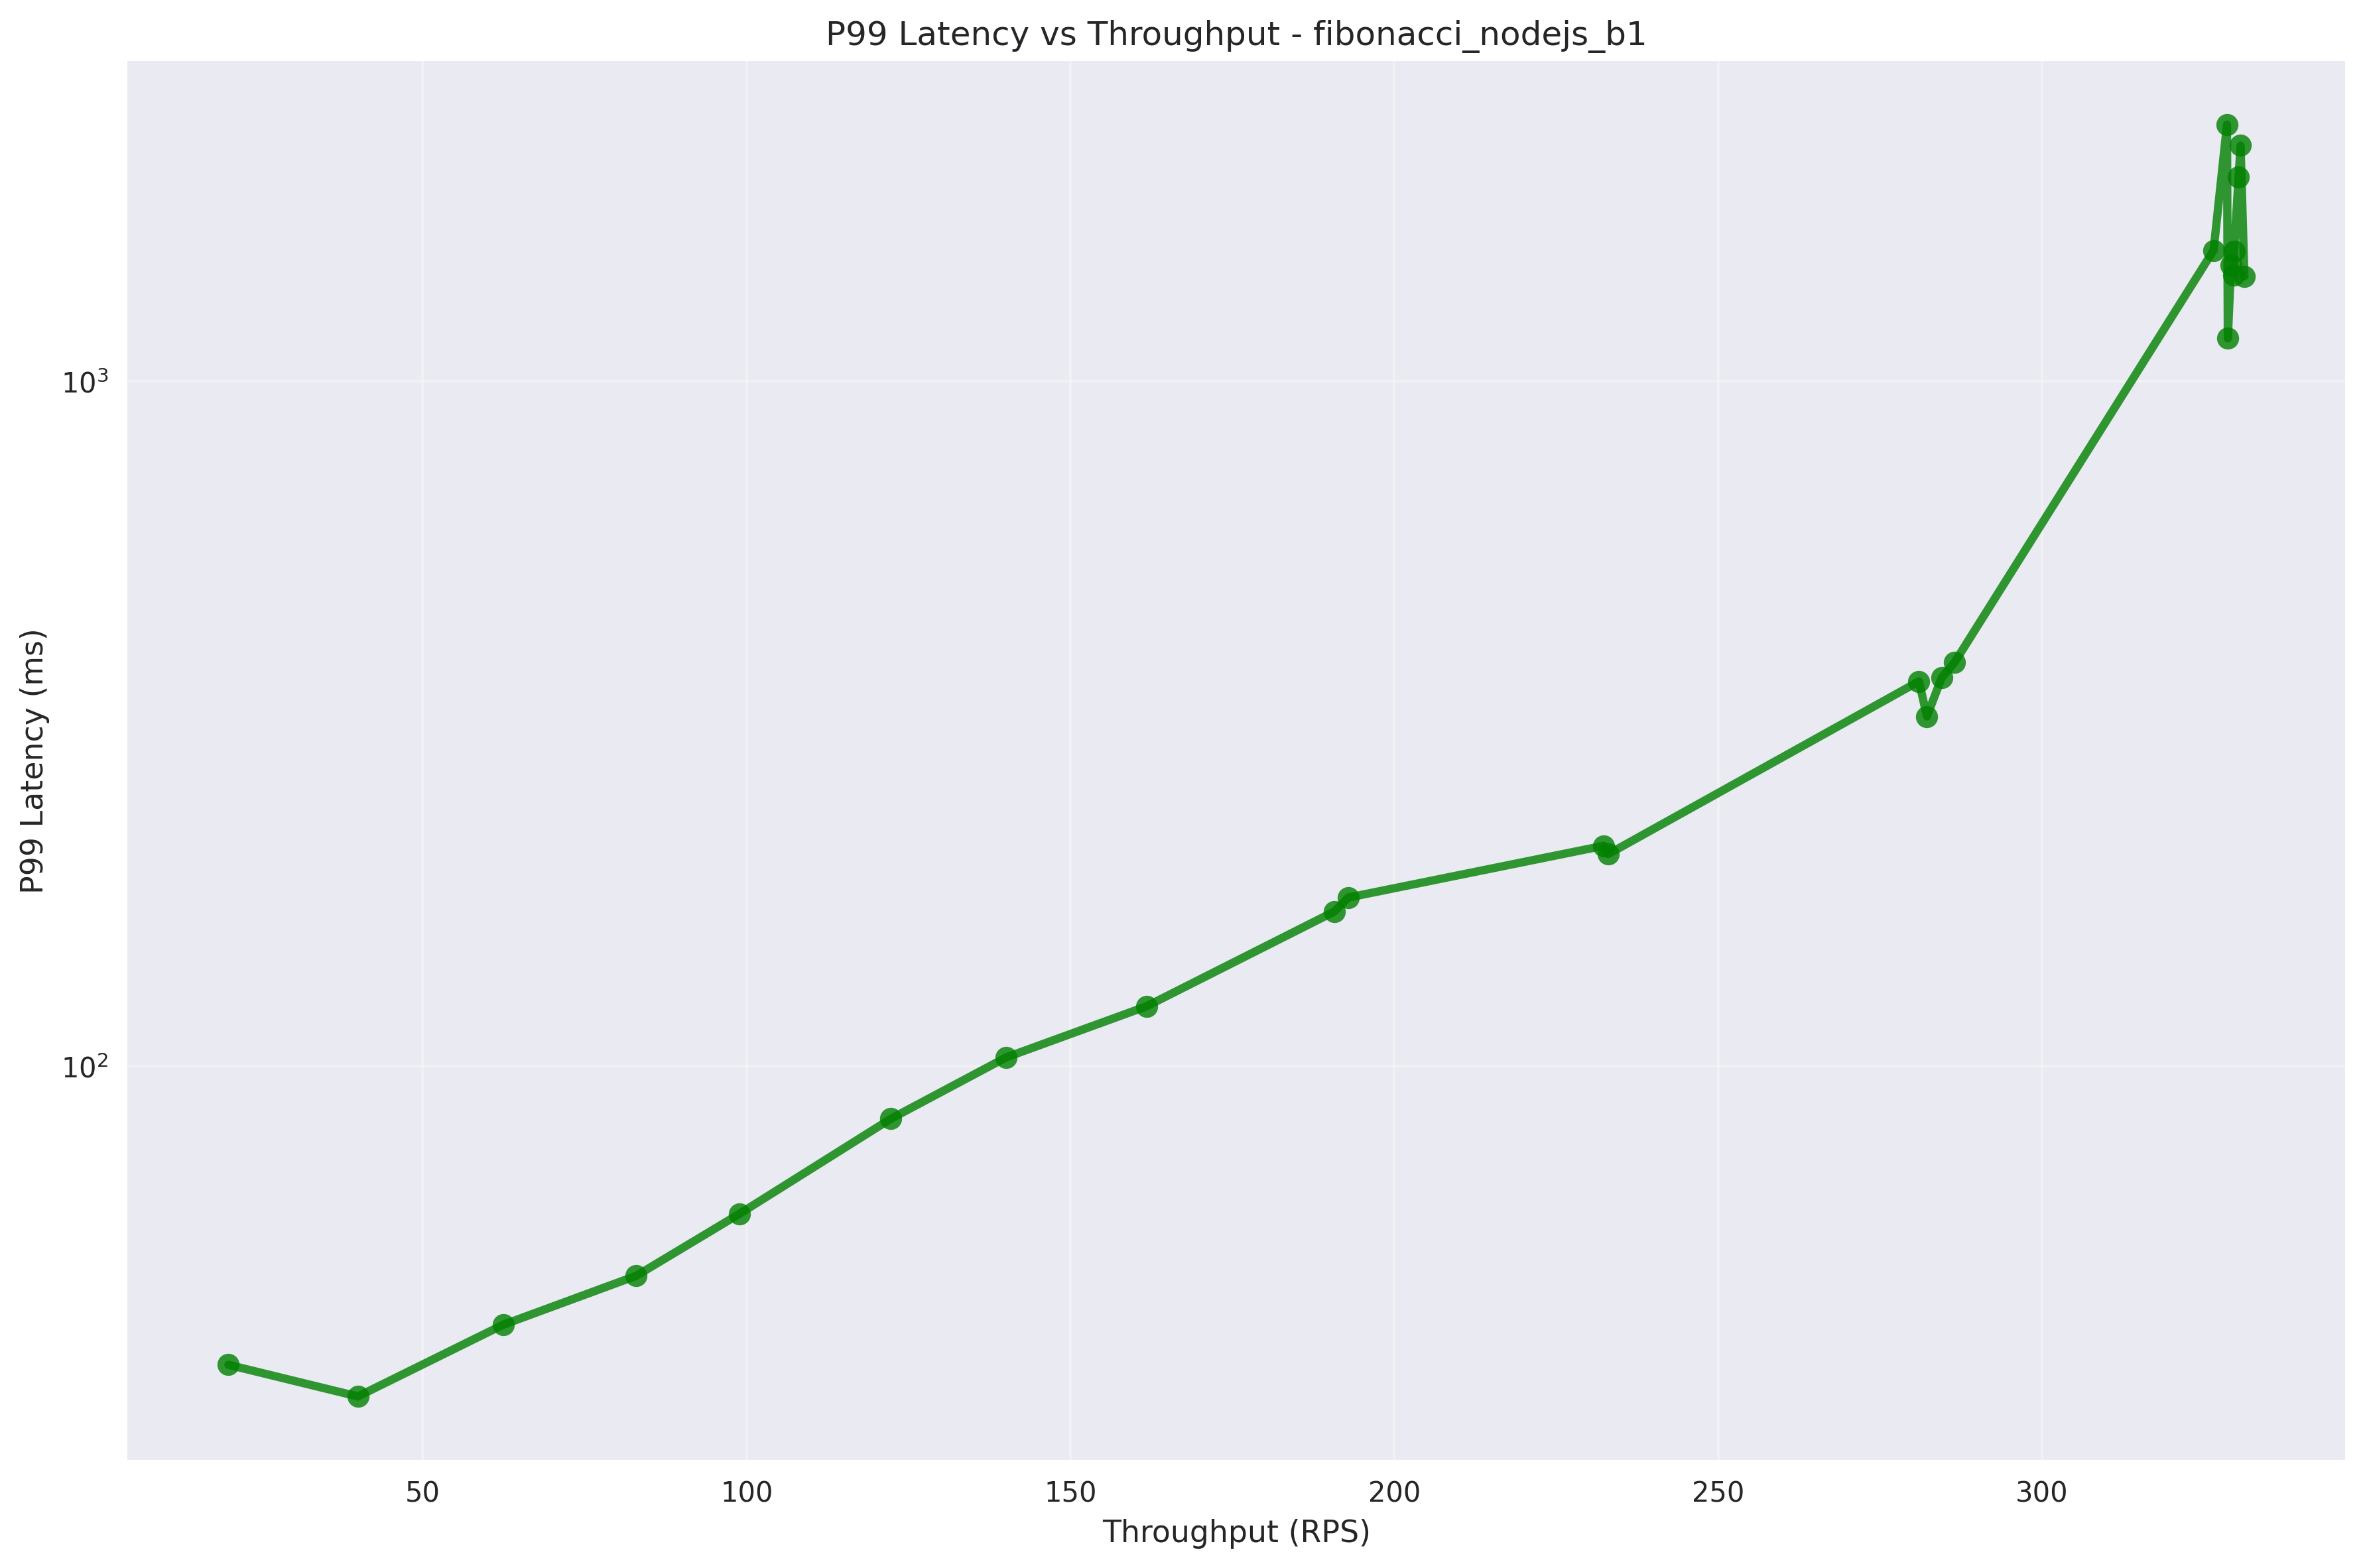 P99 Latency vs Throughput - fibonacci_nodejs_b1
P99 Latency (ms)
10³
10²
50 100 150 200 250 300
Throughput (RPS)